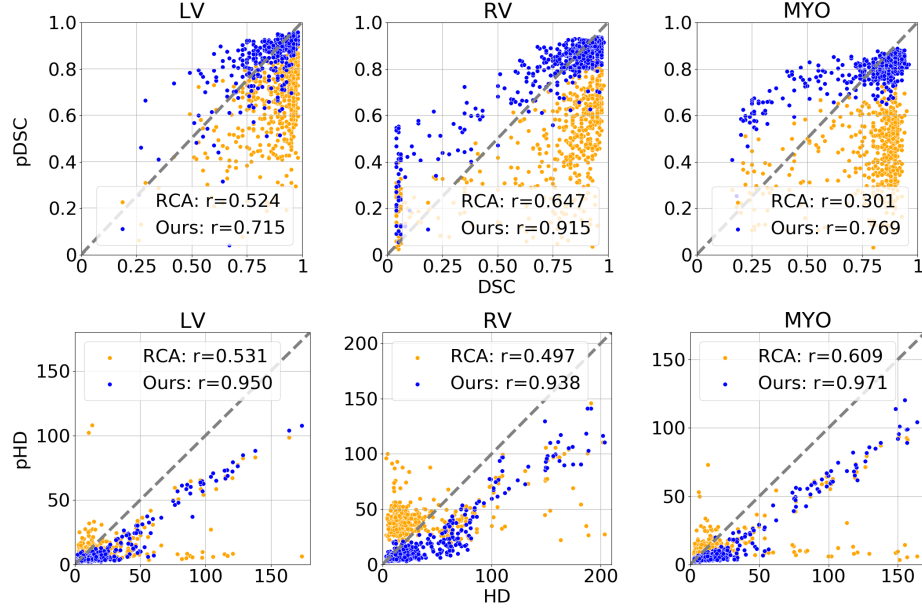 LV
RV
MYO
pDSC
1.0
0.8
0.6
0.4
0.2
0
RCA: r=0.524
Ours: r=0.715
0
0.25
0.50
0.75
1
1.0
0.8
0.6
0.4
0.2
0
RCA: r=0.647
Ours: r=0.915
0
0.25
0.50
0.75
1
DSC
1.0
0.8
0.6
0.4
0.2
0
RCA: r=0.301
Ours: r=0.769
0
0.25
0.50
0.75
1
LV
RV
MYO
pHD
150
100
50
0
RCA: r=0.531
Ours: r=0.950
0
50
100
150
200
150
100
50
0
RCA: r=0.497
Ours: r=0.938
0
100
200
HD
150
100
50
0
RCA: r=0.609
Ours: r=0.971
0
50
100
150